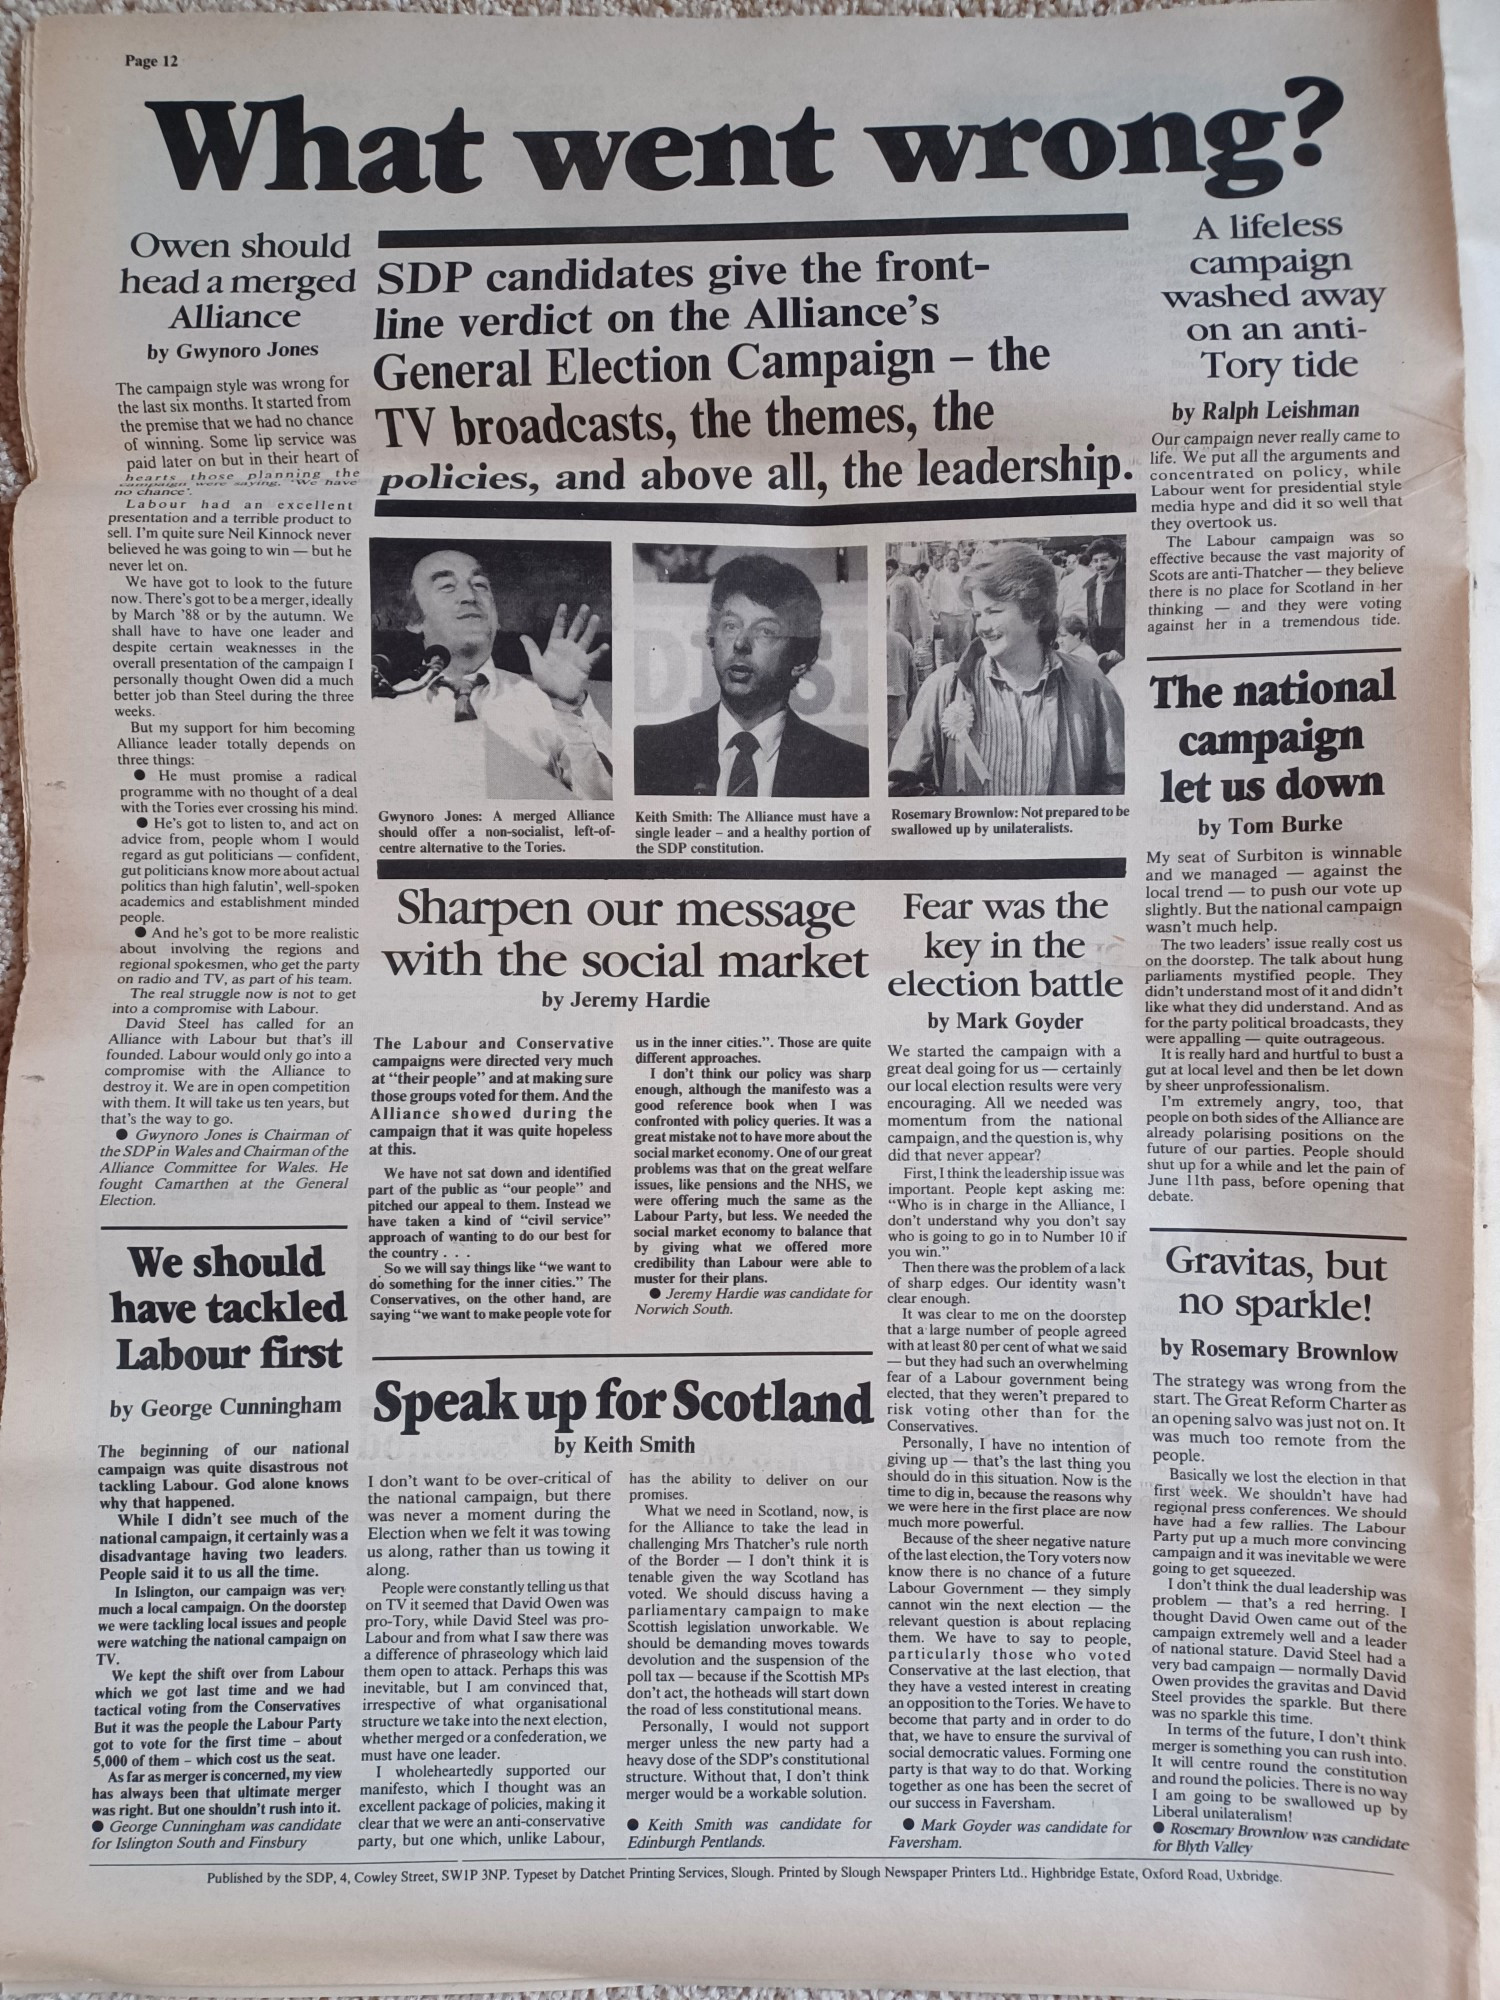 Page 12
What went wrong?
Owen should
head a merged
Alliance
by Gwynoro Jones
The campaign style was wrong for
the last six months. It started from
the premise that we had no chance
of winning. Some lip service was
paid later on but in their heart of
hearts those planning the
campaign were saying. 'We have
no chance'.
Labour had an excellent
presentation and a terrible product to
sell. I'm quite sure Neil Kinnock never
believed he was going to win — but he
never let on.
We have got to look to the future
now. There's got to be a merger, ideally
by March '88 or by the autumn. We
shall have to have one leader and
despite certain weaknesses in the
overall presentation of the campaign I
personally thought Owen did a much
better job than Steel during the three
weeks.
But my support for him becoming
Alliance leader totally depends on
three things:
● He must promise a radical
programme with no thought of a deal
with the Tories ever crossing his mind.
● He's got to listen to, and act on
advice from, people whom I would
regard as gut politicians — confident,
gut politicians know more about actual
politics than high falutin', well-spoken
academics and establishment minded
people.
● And he's got to be more realistic
about involving the regions and
regional spokesmen, who get the party
on radio and TV, as part of his team.
The real struggle now is not to get
into a compromise with Labour.
David Steel has called for an
Alliance with Labour but that's ill
founded. Labour would only go into a
compromise with the Alliance to
destroy it. We are in open competition
with them. It will take us ten years, but
that's the way to go.
● Gwynoro Jones is Chairman of
the SDP in Wales and Chairman of the
Alliance Committee for Wales. He
fought Camarthen at the General
Election.
We should
have tackled
Labour first
by George Cunningham
The beginning of our national
campaign was quite disastrous not
tackling Labour. God alone knows
why that happened.
While I didn't see much of the
national campaign, it certainly was a
disadvantage having two leaders.
People said it to us all the time.
In Islington, our campaign was very
much a local campaign. On the doorstep
we were tackling local issues and people
were watching the national campaign on
TV.
We kept the shift over from Labour
which we got last time and we had
tactical voting from the Conservatives
But it was the people the Labour Party
got to vote for the first time – about
5,000 of them – which cost us the seat.
As far as merger is concerned, my view
has always been that ultimate merger
was right. But one shouldn't rush into it.
● George Cunningham was candidate
for Islington South and Finsbury
SDP candidates give the front-
line verdict on the Alliance's
General Election Campaign – the
TV broadcasts, the themes, the
policies, and above all, the leadership.
Gwynoro Jones: A merged Alliance
should offer a non-socialist, left-of-
centre alternative to the Tories.
Keith Smith: The Alliance must have a
single leader – and a healthy portion of
the SDP constitution.
Rosemary Brownlow: Not prepared to be
swallowed up by unilateralists.
Sharpen our message
with the social market
by Jeremy Hardie
The Labour and Conservative
campaigns were directed very much
at "their people" and at making sure
those groups voted for them. And the
Alliance showed during the
campaign that it was quite hopeless
at this.
We have not sat down and identified
part of the public as "our people" and
pitched our appeal to them. Instead we
have taken a kind of "civil service"
approach of wanting to do our best for
the country . . .
So we will say things like "we want to
do something for the inner cities." The
Conservatives, on the other hand, are
saying "we want to make people vote for
us in the inner cities.". Those are quite
different approaches.
I don't think our policy was sharp
enough, although the manifesto was a
good reference book when I was
confronted with policy queries. It was a
great mistake not to have more about the
social market economy. One of our great
problems was that on the great welfare
issues, like pensions and the NHS, we
were offering much the same as the
Labour Party, but less. We needed the
social market economy to balance that
by giving what we offered more
credibility than Labour were able to
muster for their plans.
● Jeremy Hardie was candidate for
Norwich South.
Speak up for Scotland
by Keith Smith
I don't want to be over-critical of
the national campaign, but there
was never a moment during the
Election when we felt it was towing
us along, rather than us towing it
along.
People were constantly telling us that
on TV it seemed that David Owen was
pro-Tory, while David Steel was pro-
Labour and from what I saw there was
a difference of phraseology which laid
them open to attack. Perhaps this was
inevitable, but I am convinced that,
irrespective of what organisational
structure we take into the next election,
whether merged or a confederation, we
must have one leader.
I wholeheartedly supported our
manifesto, which I thought was an
excellent package of policies, making it
clear that we were an anti-conservative
party, but one which, unlike Labour,
has the ability to deliver on our
promises.
What we need in Scotland, now, is
for the Alliance to take the lead in
challenging Mrs Thatcher's rule north
of the Border — I don't think it is
tenable given the way Scotland has
voted. We should discuss having a
parliamentary campaign to make
Scottish legislation unworkable. We
should be demanding moves towards
devolution and the suspension of the
poll tax — because if the Scottish MPs
don't act, the hotheads will start down
the road of less constitutional means.
Personally, I would not support
merger unless the new party had a
heavy dose of the SDP's constitutional
structure. Without that, I don't think
merger would be a workable solution.
● Keith Smith was candidate for
Edinburgh Pentlands.
Fear was the
key in the
election battle
by Mark Goyder
We started the campaign with a
great deal going for us — certainly
our local election results were very
encouraging. All we needed was
momentum from the national
campaign, and the question is, why
did that never appear?
First, I think the leadership issue was
important. People kept asking me:
"Who is in charge in the Alliance, I
don't understand why you don't say
who is going to go in to Number 10 if
you win."
Then there was the problem of a lack
of sharp edges. Our identity wasn't
clear enough.
It was clear to me on the doorstep
that a large number of people agreed
with at least 80 per cent of what we said
— but they had such an overwhelming
fear of a Labour government being
elected, that they weren't prepared to
risk voting other than for the
Conservatives.
Personally, I have no intention of
giving up — that's the last thing you
should do in this situation. Now is the
time to dig in, because the reasons why
we were here in the first place are now
much more powerful.
Because of the sheer negative nature
of the last election, the Tory voters now
know there is no chance of a future
Labour Government — they simply
cannot win the next election — the
relevant question is about replacing
them. We have to say to people,
particularly those who voted
Conservative at the last election, that
they have a vested interest in creating
an opposition to the Tories. We have to
become that party and in order to do
that, we have to ensure the survival of
social democratic values. Forming one
party is that way to do that. Working
together as one has been the secret of
our success in Faversham.
● Mark Goyder was candidate for
Faversham.
A lifeless
campaign
washed away
on an anti-
Tory tide
by Ralph Leishman
Our campaign never really came to
life. We put all the arguments and
concentrated on policy, while
Labour went for presidential style
media hype and did it so well that
they overtook us.
The Labour campaign was so
effective because the vast majority of
Scots are anti-Thatcher — they believe
there is no place for Scotland in her
thinking — and they were voting
against her in a tremendous tide.
The national
campaign
let us down
by Tom Burke
My seat of Surbiton is winnable
and we managed — against the
local trend — to push our vote up
slightly. But the national campaign
wasn't much help.
The two leaders' issue really cost us
on the doorstep. The talk about hung
parliaments mystified people. They
didn't understand most of it and didn't
like what they did understand. And as
for the party political broadcasts, they
were appalling — quite outrageous.
It is really hard and hurtful to bust a
gut at local level and then be let down
by sheer unprofessionalism.
I'm extremely angry, too, that
people on both sides of the Alliance are
already polarising positions on the
future of our parties. People should
shut up for a while and let the pain of
June 11th pass, before opening that
debate.
Gravitas, but
no sparkle!
by Rosemary Brownlow
The strategy was wrong from the
start. The Great Reform Charter as
an opening salvo was just not on. It
was much too remote from the
people.
Basically we lost the election in that
first week. We shouldn't have had
regional press conferences. We should
have had a few rallies. The Labour
Party put up a much more convincing
campaign and it was inevitable we were
going to get squeezed.
I don't think the dual leadership was
problem — that's a red herring. I
thought David Owen came out of the
campaign extremely well and a leader
of national stature. David Steel had a
very bad campaign — normally David
Owen provides the gravitas and David
Steel provides the sparkle. But there
was no sparkle this time.
In terms of the future, I don't think
merger is something you can rush into.
It will centre round the constitution
and round the policies. There is no way
I am going to be swallowed up by
Liberal unilateralism!
● Rosemary Brownlow was candidate
for Blyth Valley
Published by the SDP, 4, Cowley Street, SW1P 3NP. Typeset by Datchet Printing Services, Slough. Printed by Slough Newspaper Printers Ltd., Highbridge Estate, Oxford Road, Uxbridge.